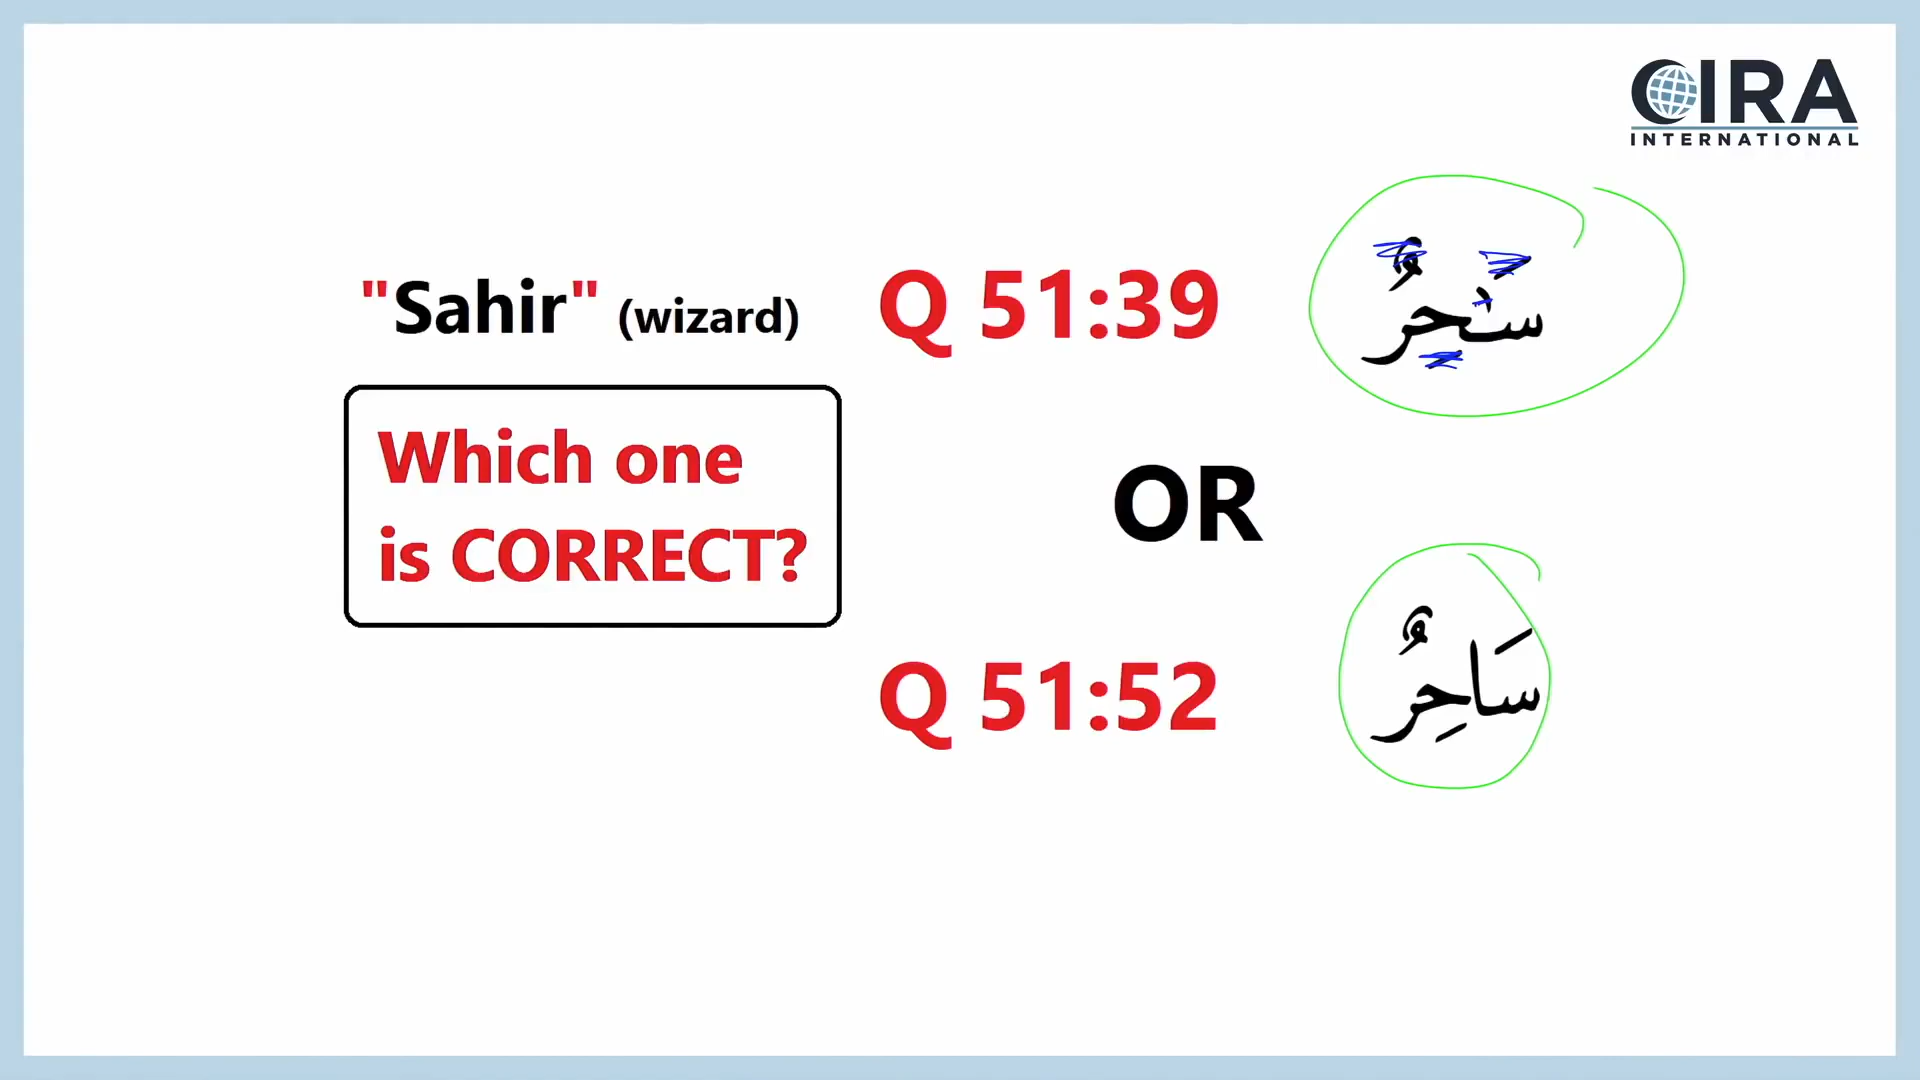 CIRA
INTERNATIONAL
"Sahir" (wizard) Q 51:39 سَٰحِرٌ
Which one
is CORRECT?
OR
Q 51:52 سَاحِرٌ